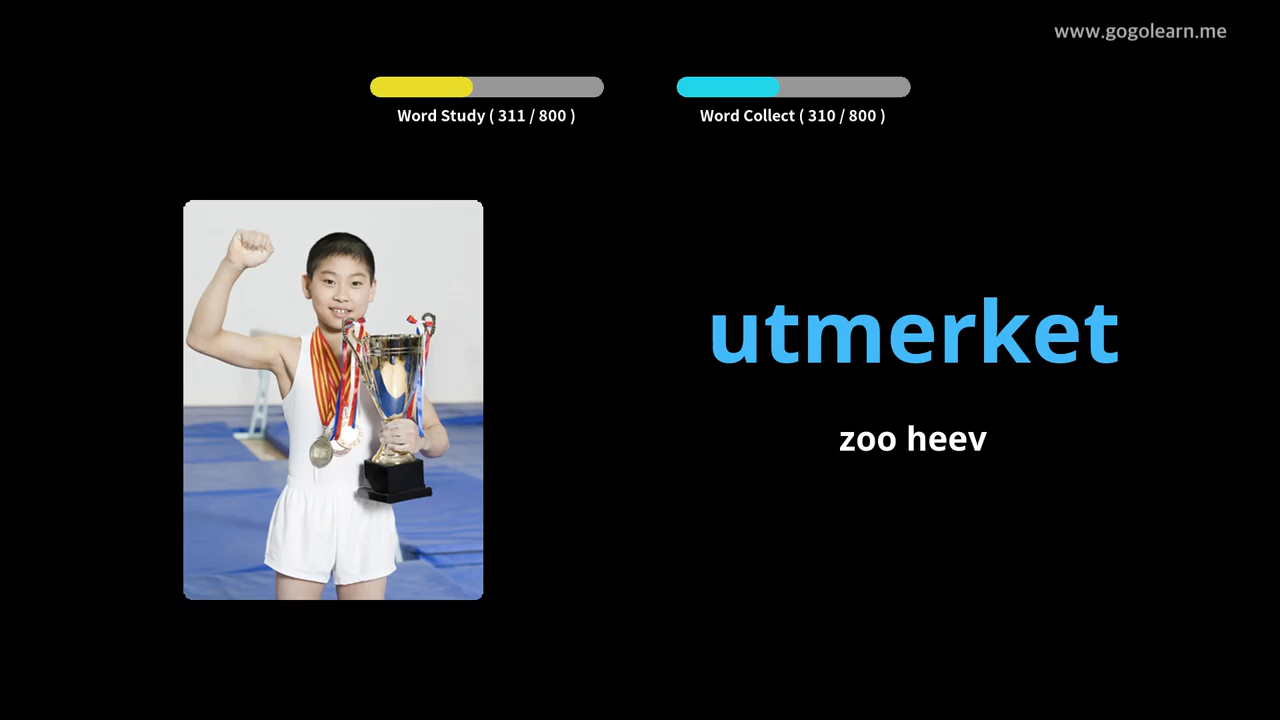 www.gogolearn.me
Word Study ( 311 / 800 )
Word Collect ( 310 / 800 )
utmerket
zoo heev